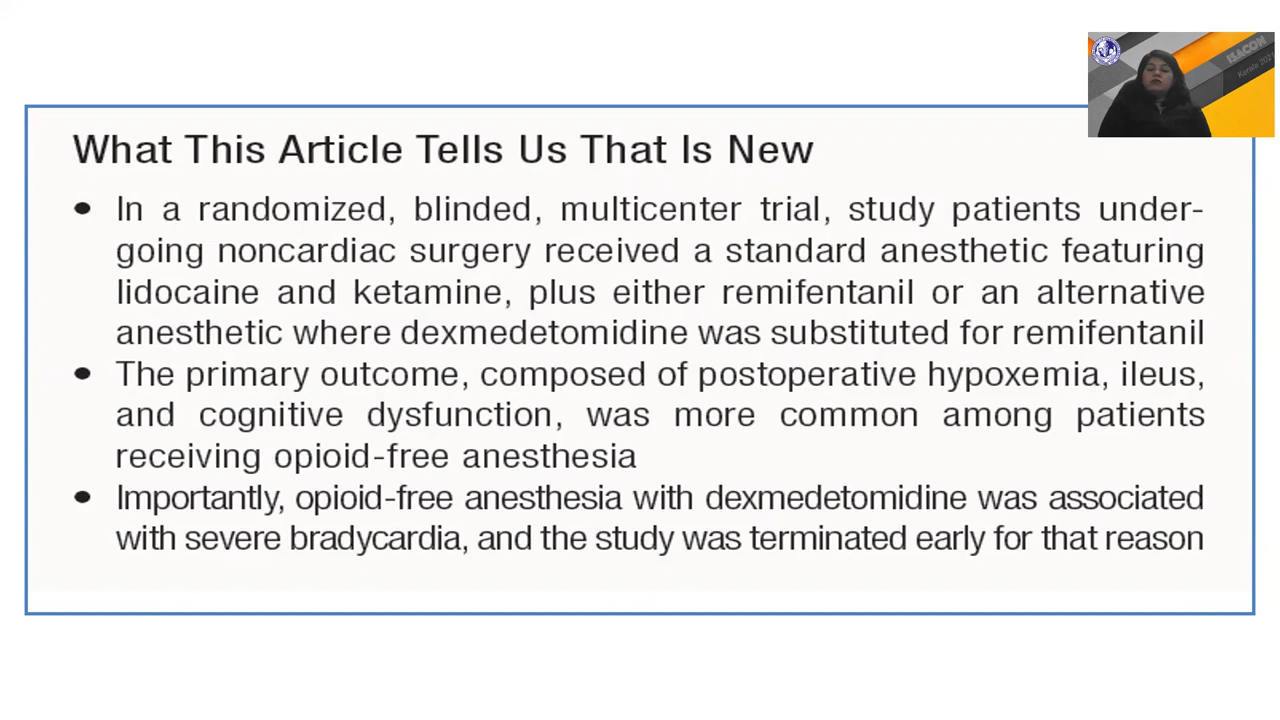 ISACON
Kerala 2021
What This Article Tells Us That Is New
• In a randomized, blinded, multicenter trial, study patients under-
going noncardiac surgery received a standard anesthetic featuring
lidocaine and ketamine, plus either remifentanil or an alternative
anesthetic where dexmedetomidine was substituted for remifentanil
• The primary outcome, composed of postoperative hypoxemia, ileus,
and cognitive dysfunction, was more common among patients
receiving opioid-free anesthesia
• Importantly, opioid-free anesthesia with dexmedetomidine was associated
with severe bradycardia, and the study was terminated early for that reason